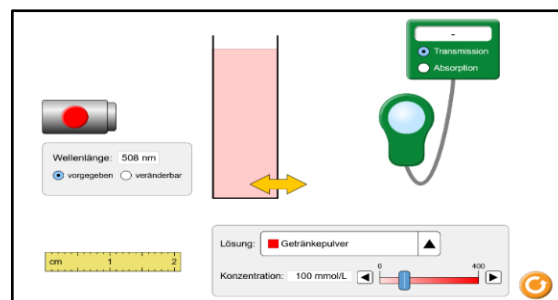 -
Transmission
Absorption
Wellenlänge: 508 nm
vorgegeben veränderbar
cm 1 2
Lösung: Getränkepulver
0 400
Konzentration: 100 mmol/L